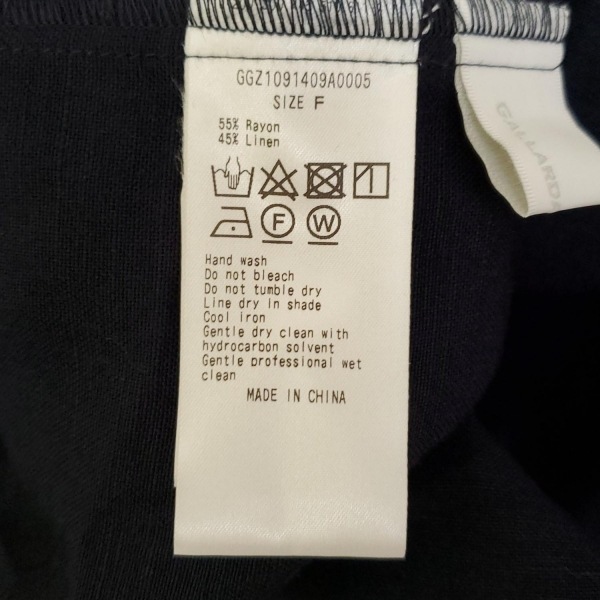 GGZ1091409A0005
SIZE F
55% Rayon
45% Linen
F
W
Hand wash
Do not bleach
Do not tumble dry
Line dry in shade
Cool iron
Gentle dry clean with
hydrocarbon solvent
Gentle professional wet
clean
MADE IN CHINA